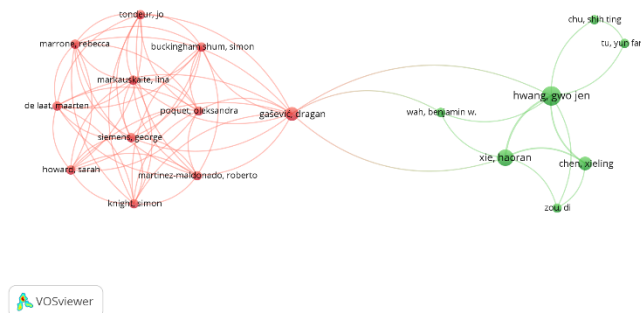 tondeur, jo
marrone, rebecca
buckingham shum, simon
markauskaite, lina
de laat, maarten
poquet, oleksandra
gašević, dragan
siemens, george
howard, sarah
martinez-maldonado, roberto
knight, simon
chu, shih ting
tu, yun fan
hwang, gwo jen
wah, benjamin w.
xie, haoran
chen, xieling
zou, di
VOSviewer